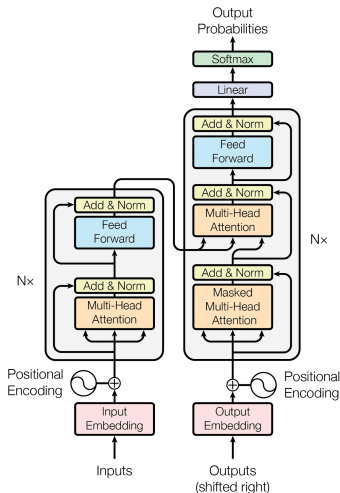 Output
Probabilities
Softmax
Linear
Add & Norm
Feed
Forward
Add & Norm
Multi-Head
Attention
Add & Norm
Masked
Multi-Head
Attention
N×
Add & Norm
Feed
Forward
Add & Norm
Multi-Head
Attention
N×
Positional
Encoding
Positional
Encoding
Input
Embedding
Output
Embedding
Inputs
Outputs
(shifted right)